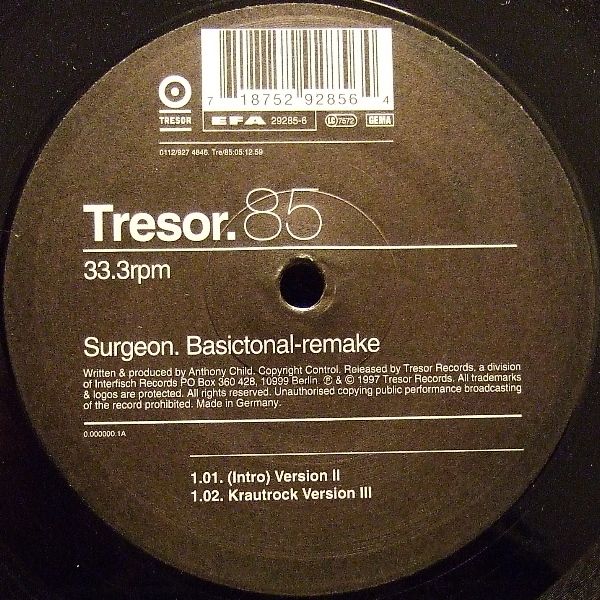 7 18752 92856 4
TRESOR
EFA 29285-6
LC 7572
GEMA
0112/927 4846. Tre/85:05:12.59
Tresor.85
33.3rpm
Surgeon. Basictonal-remake
Written & produced by Anthony Child. Copyright Control. Released by Tresor Records, a division
of Interfisch Records PO Box 360 428, 10999 Berlin. ℗ & © 1997 Tresor Records. All trademarks
& logos are protected. All rights reserved. Unauthorised copying public performance broadcasting
of the record prohibited. Made in Germany.
0.000000:1A
1.01. (Intro) Version II
1.02. Krautrock Version III